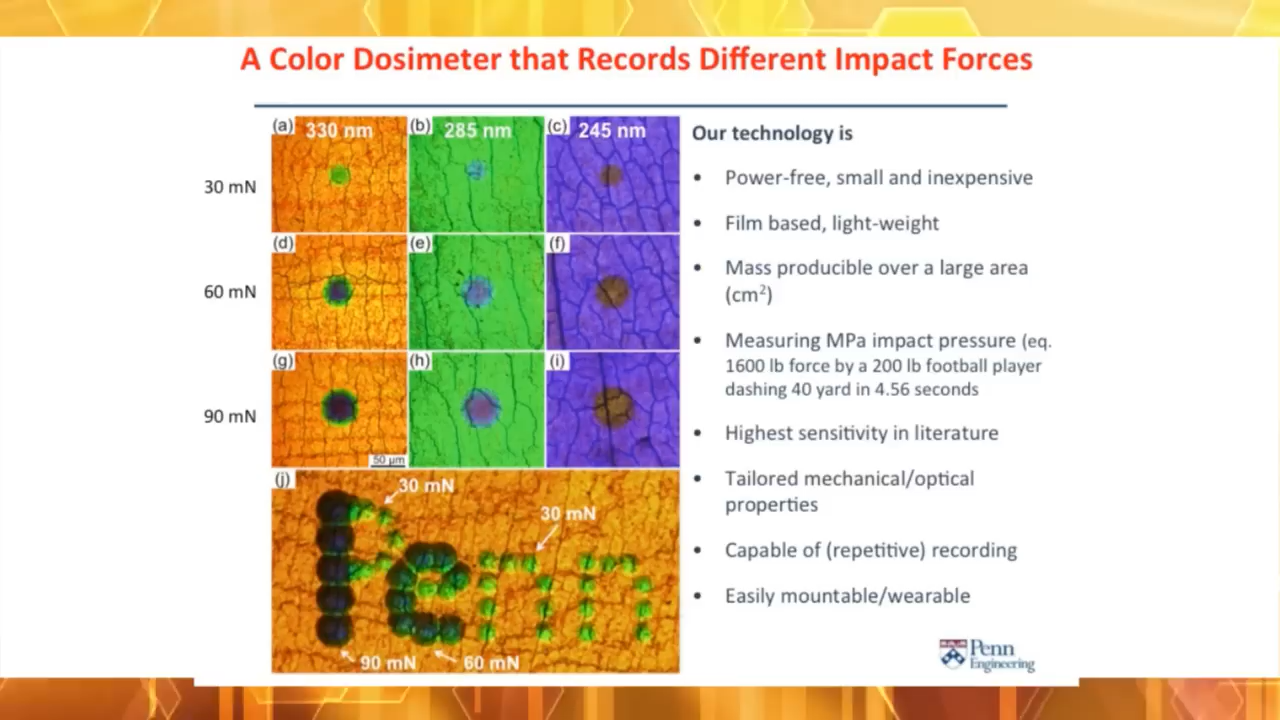 A Color Dosimeter that Records Different Impact Forces
(a) 330 nm (b) 285 nm (c) 245 nm
30 mN
(d) (e) (f)
60 mN
(g) (h) (i)
90 mN
50 μm
(j)
30 mN
30 mN
90 mN
60 mN
Penn
Our technology is
• Power-free, small and inexpensive
• Film based, light-weight
• Mass producible over a large area
(cm²)
• Measuring MPa impact pressure (eq.
1600 lb force by a 200 lb football player
dashing 40 yard in 4.56 seconds
• Highest sensitivity in literature
• Tailored mechanical/optical
properties
• Capable of (repetitive) recording
• Easily mountable/wearable
Penn
Engineering